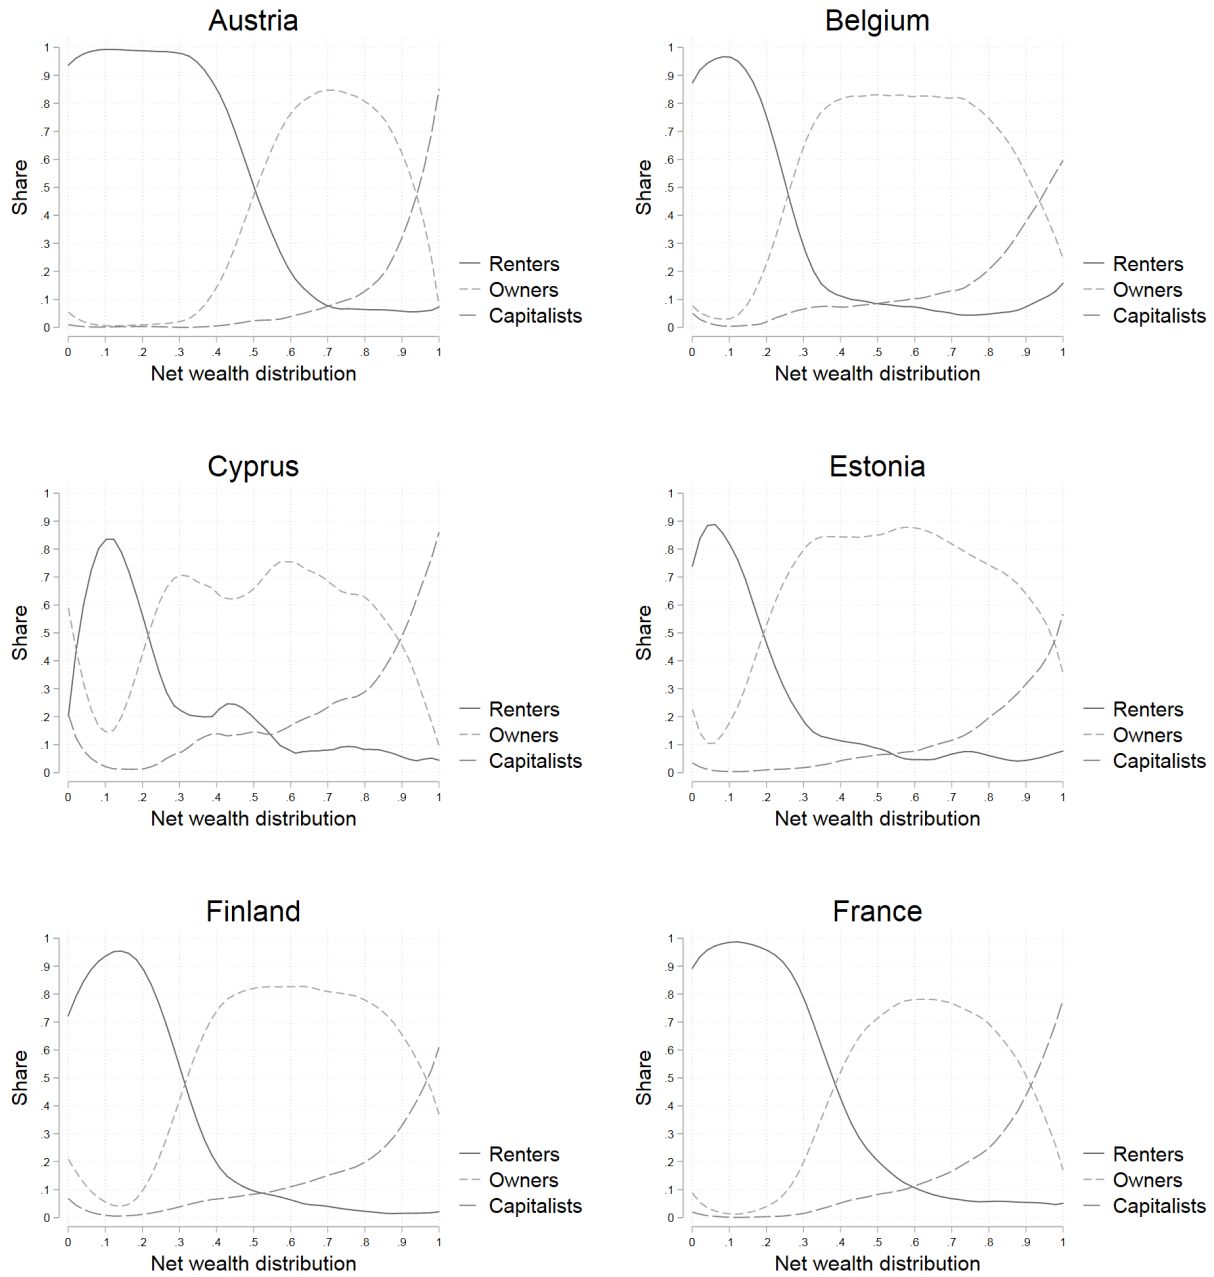 Austria
1
.9
.8
.7
.6
.5
.4
.3
.2
.1
0
Share
0 .1 .2 .3 .4 .5 .6 .7 .8 .9 1
Net wealth distribution
Renters
Owners
Capitalists
Belgium
1
.9
.8
.7
.6
.5
.4
.3
.2
.1
0
Share
0 .1 .2 .3 .4 .5 .6 .7 .8 .9 1
Net wealth distribution
Renters
Owners
Capitalists
Cyprus
1
.9
.8
.7
.6
.5
.4
.3
.2
.1
0
Share
0 .1 .2 .3 .4 .5 .6 .7 .8 .9 1
Net wealth distribution
Renters
Owners
Capitalists
Estonia
1
.9
.8
.7
.6
.5
.4
.3
.2
.1
0
Share
0 .1 .2 .3 .4 .5 .6 .7 .8 .9 1
Net wealth distribution
Renters
Owners
Capitalists
Finland
1
.9
.8
.7
.6
.5
.4
.3
.2
.1
0
Share
0 .1 .2 .3 .4 .5 .6 .7 .8 .9 1
Net wealth distribution
Renters
Owners
Capitalists
France
1
.9
.8
.7
.6
.5
.4
.3
.2
.1
0
Share
0 .1 .2 .3 .4 .5 .6 .7 .8 .9 1
Net wealth distribution
Renters
Owners
Capitalists